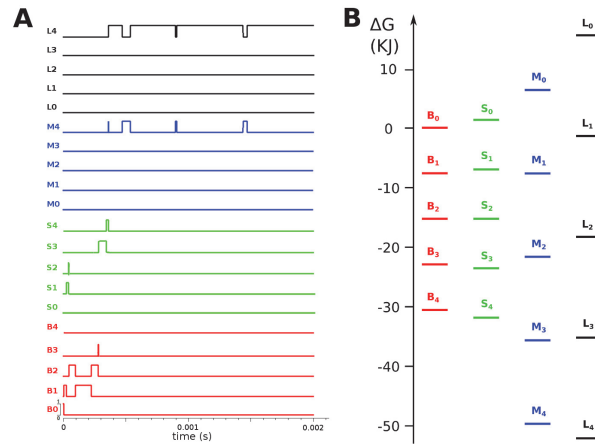 A
L4
L3
L2
L1
L0
M4
M3
M2
M1
M0
S4
S3
S2
S1
S0
B4
B3
B2
B1
B0
1
0
0 0.001 0.002
time (s)
B
ΔG
(KJ)
10
0
-10
-20
-30
-40
-50
B0
B1
B2
B3
B4
S0
S1
S2
S3
S4
M0
M1
M2
M3
M4
L0
L1
L2
L3
L4